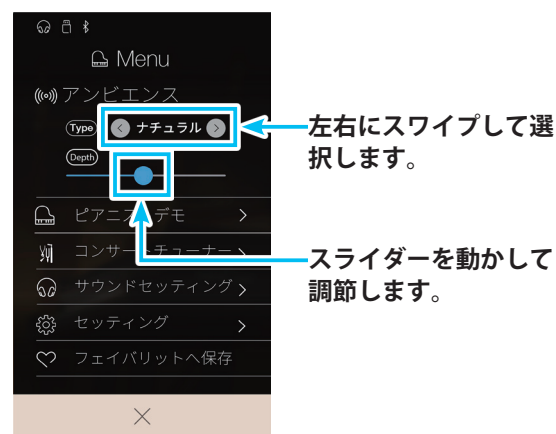 Menu
アンビエンス
Type
ナチュラル
左右にスワイプして選
択します。
Depth
ピアニストデモ
コンサートチューナー
スライダーを動かして
調節します。
サウンドセッティング
セッティング
フェイバリットへ保存